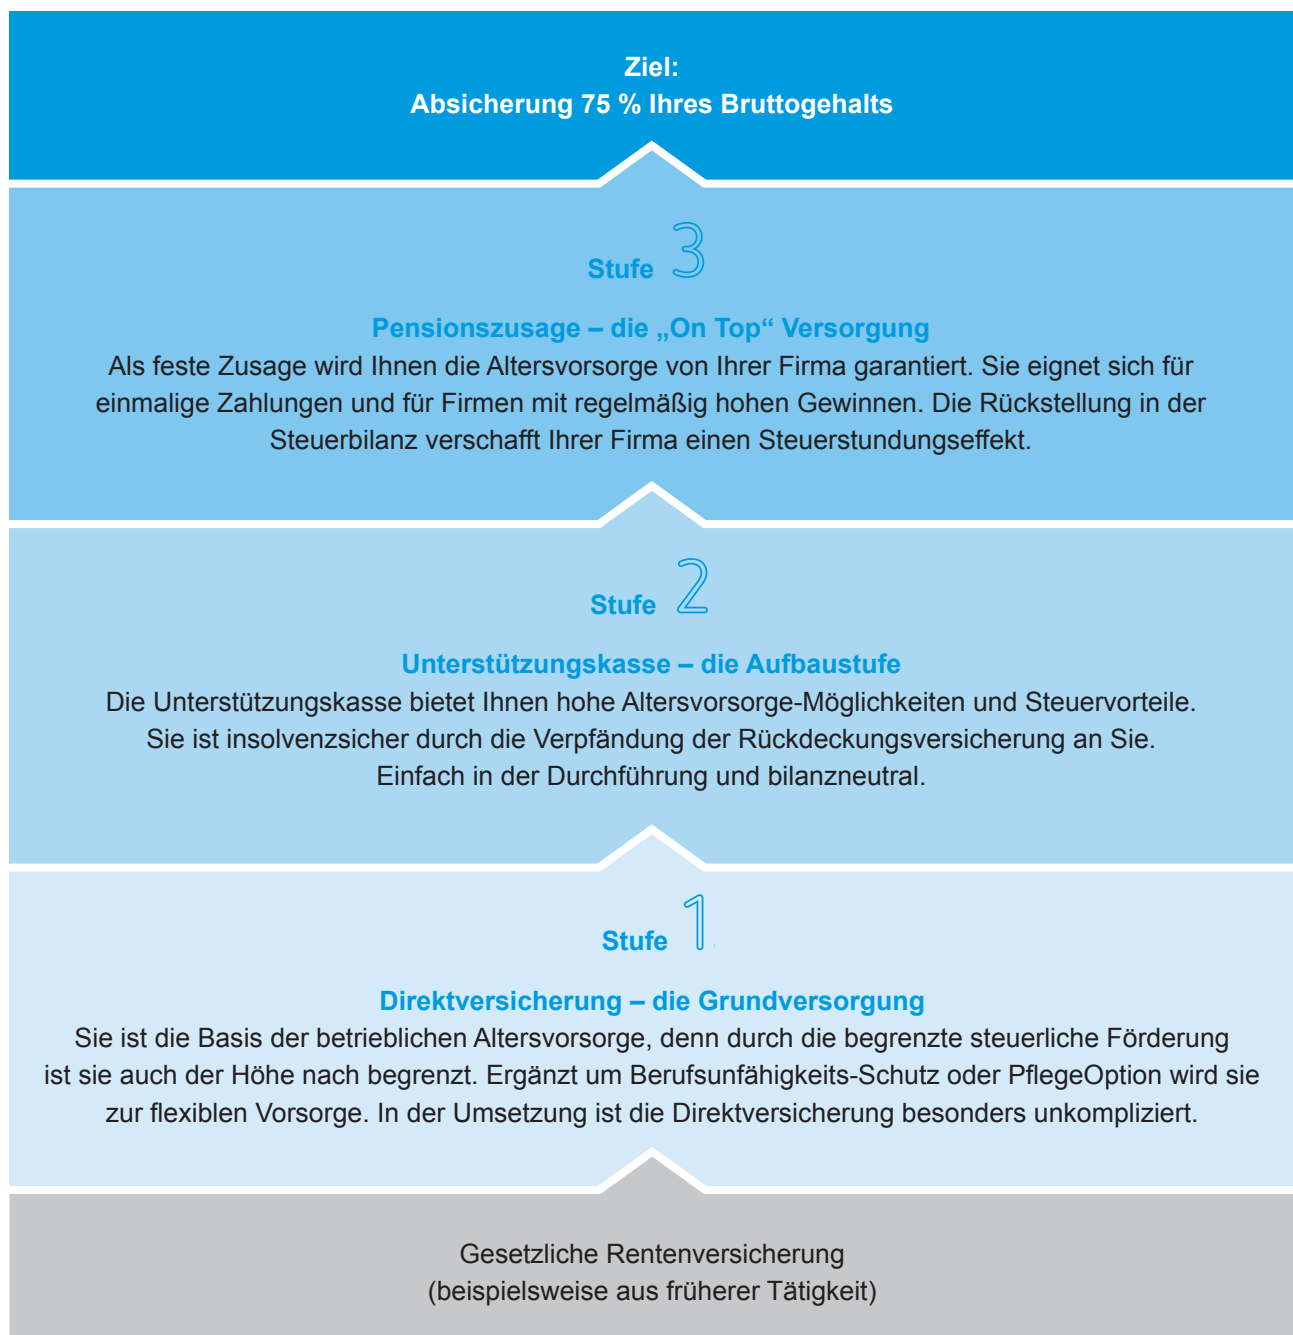 Ziel:
Absicherung 75 % Ihres Bruttogehalts
Stufe 3
Pensionszusage – die „On Top“ Versorgung
Als feste Zusage wird Ihnen die Altersvorsorge von Ihrer Firma garantiert. Sie eignet sich für
einmalige Zahlungen und für Firmen mit regelmäßig hohen Gewinnen. Die Rückstellung in der
Steuerbilanz verschafft Ihrer Firma einen Steuerstundungseffekt.
Stufe 2
Unterstützungskasse – die Aufbaustufe
Die Unterstützungskasse bietet Ihnen hohe Altersvorsorge-Möglichkeiten und Steuervorteile.
Sie ist insolvenzsicher durch die Verpfändung der Rückdeckungsversicherung an Sie.
Einfach in der Durchführung und bilanzneutral.
Stufe 1
Direktversicherung – die Grundversorgung
Sie ist die Basis der betrieblichen Altersvorsorge, denn durch die begrenzte steuerliche Förderung
ist sie auch der Höhe nach begrenzt. Ergänzt um Berufsunfähigkeits-Schutz oder PflegeOption wird sie
zur flexiblen Vorsorge. In der Umsetzung ist die Direktversicherung besonders unkompliziert.
Gesetzliche Rentenversicherung
(beispielsweise aus früherer Tätigkeit)